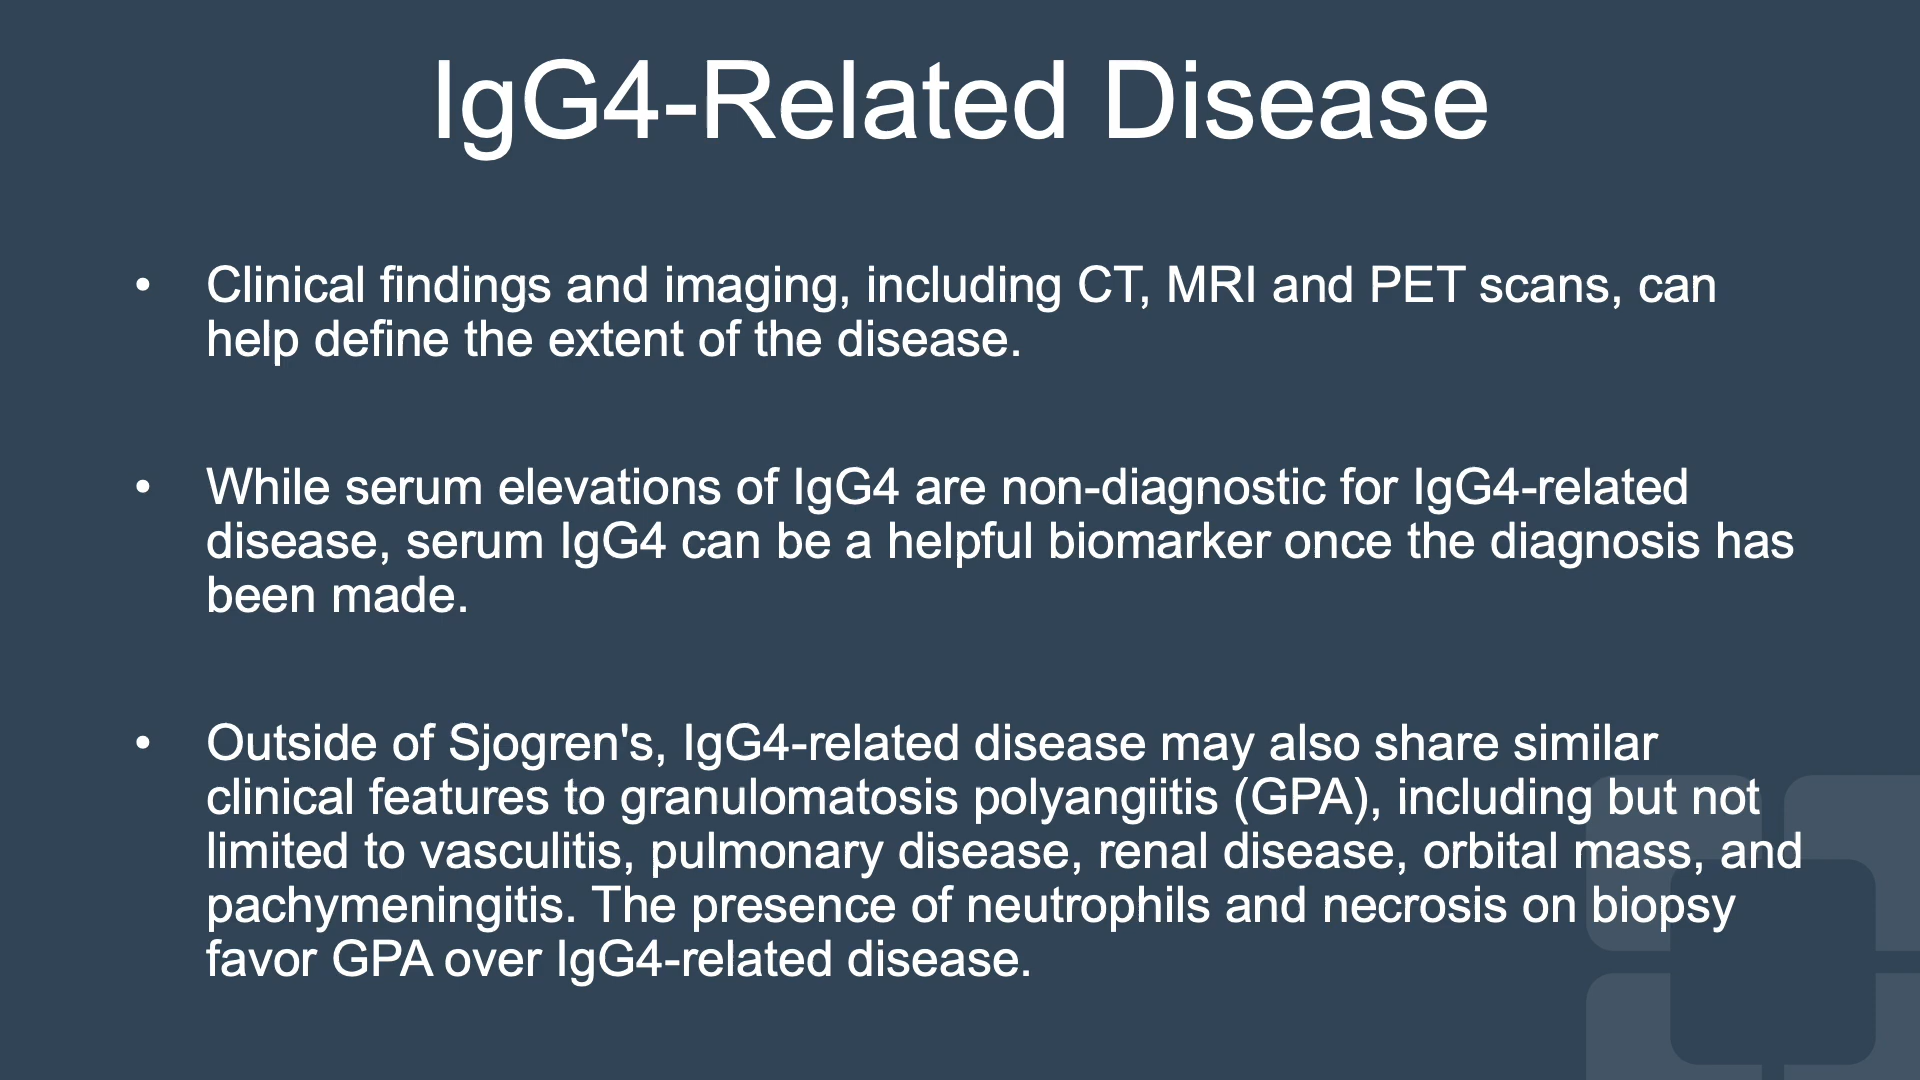 IgG4-Related Disease
• Clinical findings and imaging, including CT, MRI and PET scans, can
help define the extent of the disease.
• While serum elevations of IgG4 are non-diagnostic for IgG4-related
disease, serum IgG4 can be a helpful biomarker once the diagnosis has
been made.
• Outside of Sjogren's, IgG4-related disease may also share similar
clinical features to granulomatosis polyangiitis (GPA), including but not
limited to vasculitis, pulmonary disease, renal disease, orbital mass, and
pachymeningitis. The presence of neutrophils and necrosis on biopsy
favor GPA over IgG4-related disease.